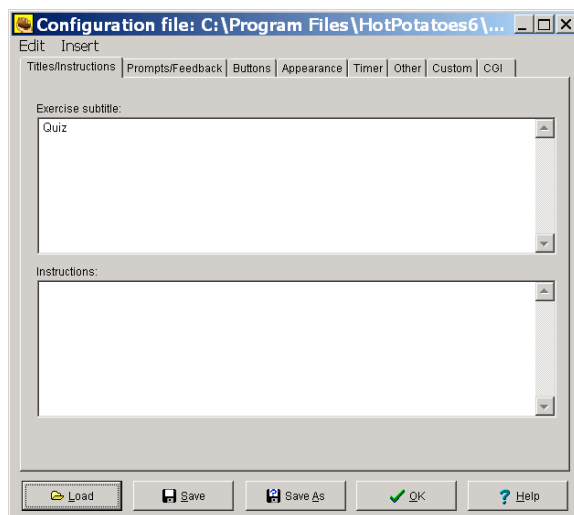 Configuration file: C:\Program Files\HotPotatoes6\...
Edit Insert
Titles/Instructions Prompts/Feedback Buttons Appearance Timer Other Custom CGI
Exercise subtitle:
Quiz
Instructions:
Load Save Save As OK Help